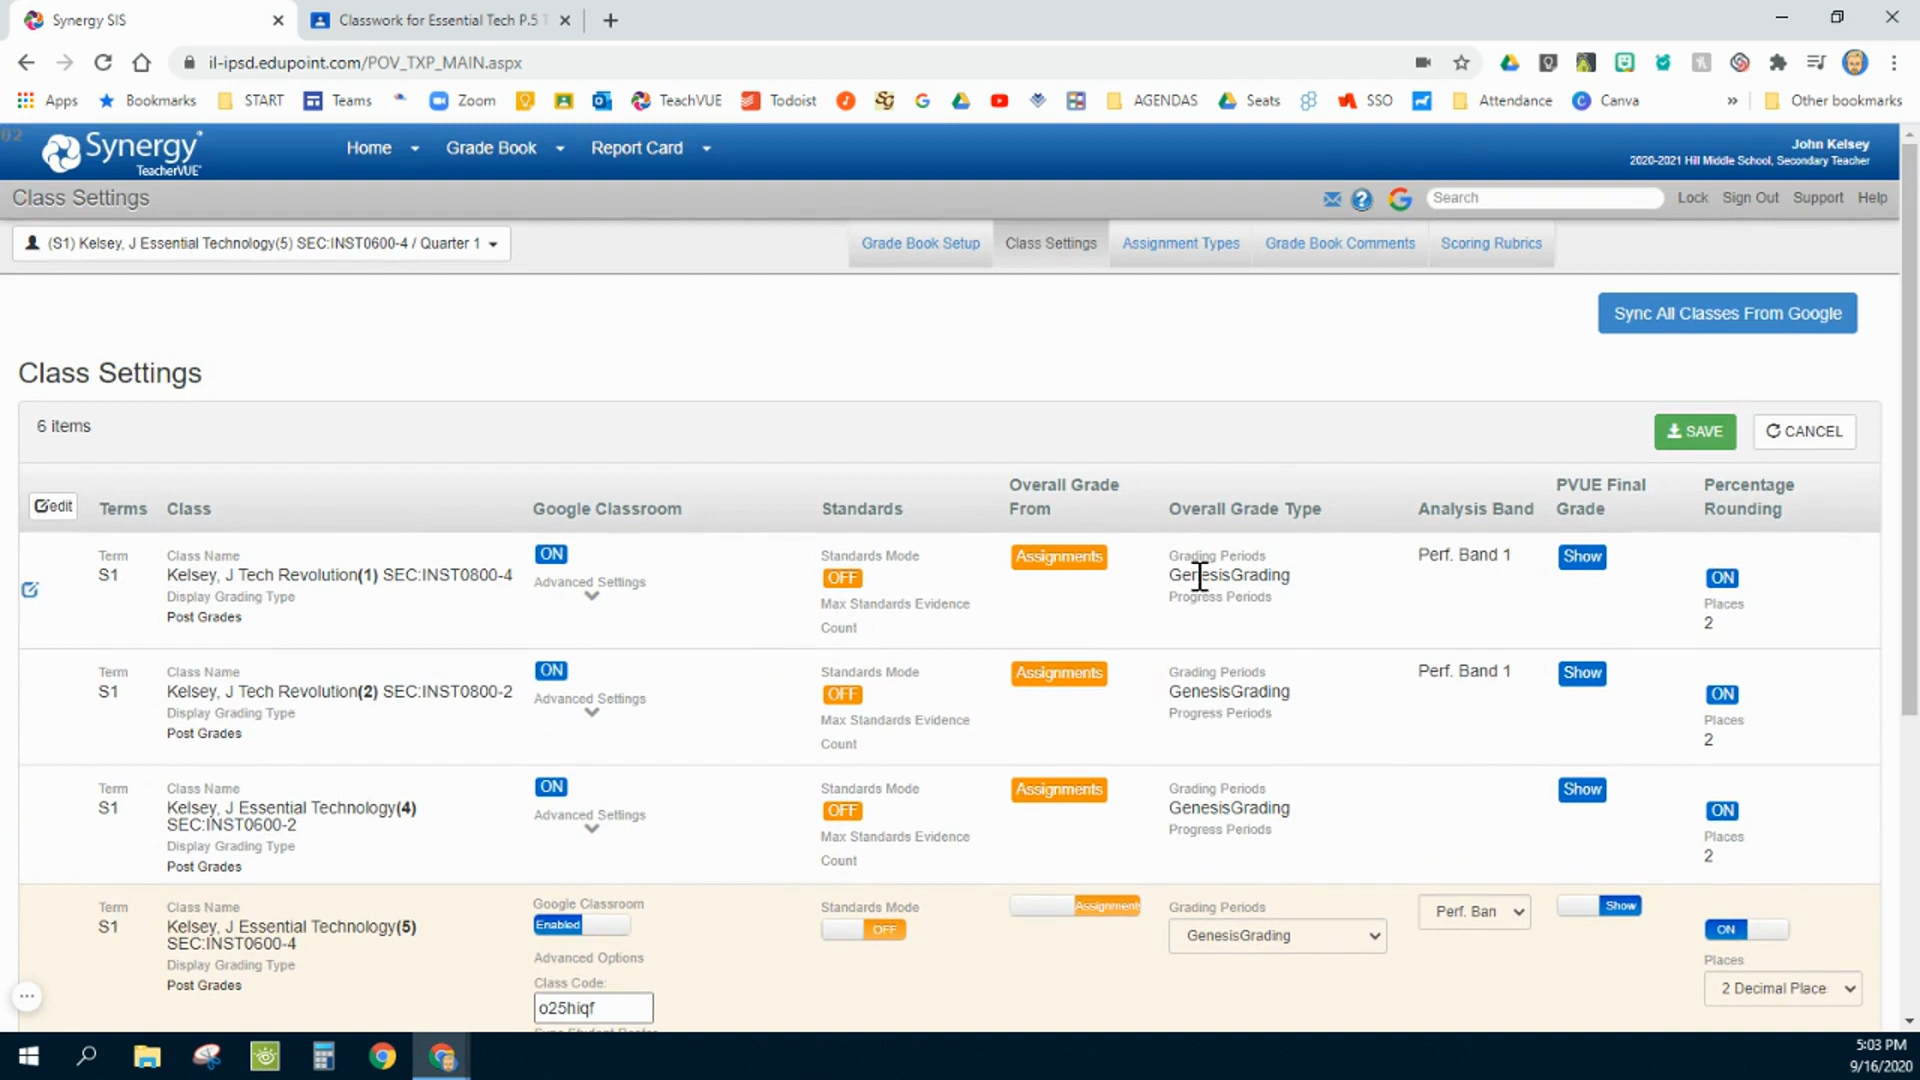 Synergy SIS
Classwork for Essential Tech P.5 T
il-ipsd.edupoint.com/POV_TXP_MAIN.aspx
Apps Bookmarks START Teams Zoom TeachVUE Todoist AGENDAS Seats SSO Attendance Canva » Other bookmarks
02
Synergy
TeacherVUE
Home Grade Book Report Card
John Kelsey
2020-2021 Hill Middle School, Secondary Teacher
Class Settings
Search Lock Sign Out Support Help
(S1) Kelsey, J Essential Technology(5) SEC:INST0600-4 / Quarter 1
Grade Book Setup Class Settings Assignment Types Grade Book Comments Scoring Rubrics
Sync All Classes From Google
Class Settings
6 items
SAVE CANCEL
edit Terms Class Google Classroom Standards Overall Grade From Overall Grade Type Analysis Band PVUE Final Grade Percentage Rounding
Term
S1
Class Name
Kelsey, J Tech Revolution(1) SEC:INST0800-4
Display Grading Type
Post Grades
ON
Advanced Settings
Standards Mode
OFF
Max Standards Evidence
Count
Assignments
Grading Periods
GenesisGrading
Progress Periods
Perf. Band 1
Show
ON
Places
2
Term
S1
Class Name
Kelsey, J Tech Revolution(2) SEC:INST0800-2
Display Grading Type
Post Grades
ON
Advanced Settings
Standards Mode
OFF
Max Standards Evidence
Count
Assignments
Grading Periods
GenesisGrading
Progress Periods
Perf. Band 1
Show
ON
Places
2
Term
S1
Class Name
Kelsey, J Essential Technology(4)
SEC:INST0600-2
Display Grading Type
Post Grades
ON
Advanced Settings
Standards Mode
OFF
Max Standards Evidence
Count
Assignments
Grading Periods
GenesisGrading
Progress Periods
Show
ON
Places
2
Term
S1
Class Name
Kelsey, J Essential Technology(5)
SEC:INST0600-4
Display Grading Type
Post Grades
Google Classroom
Enabled
Advanced Options
Class Code:
o25hiqf
Standards Mode
OFF
Assignments
Grading Periods
GenesisGrading
Perf. Ban
Show
ON
Places
2 Decimal Place
5:03 PM
9/16/2020